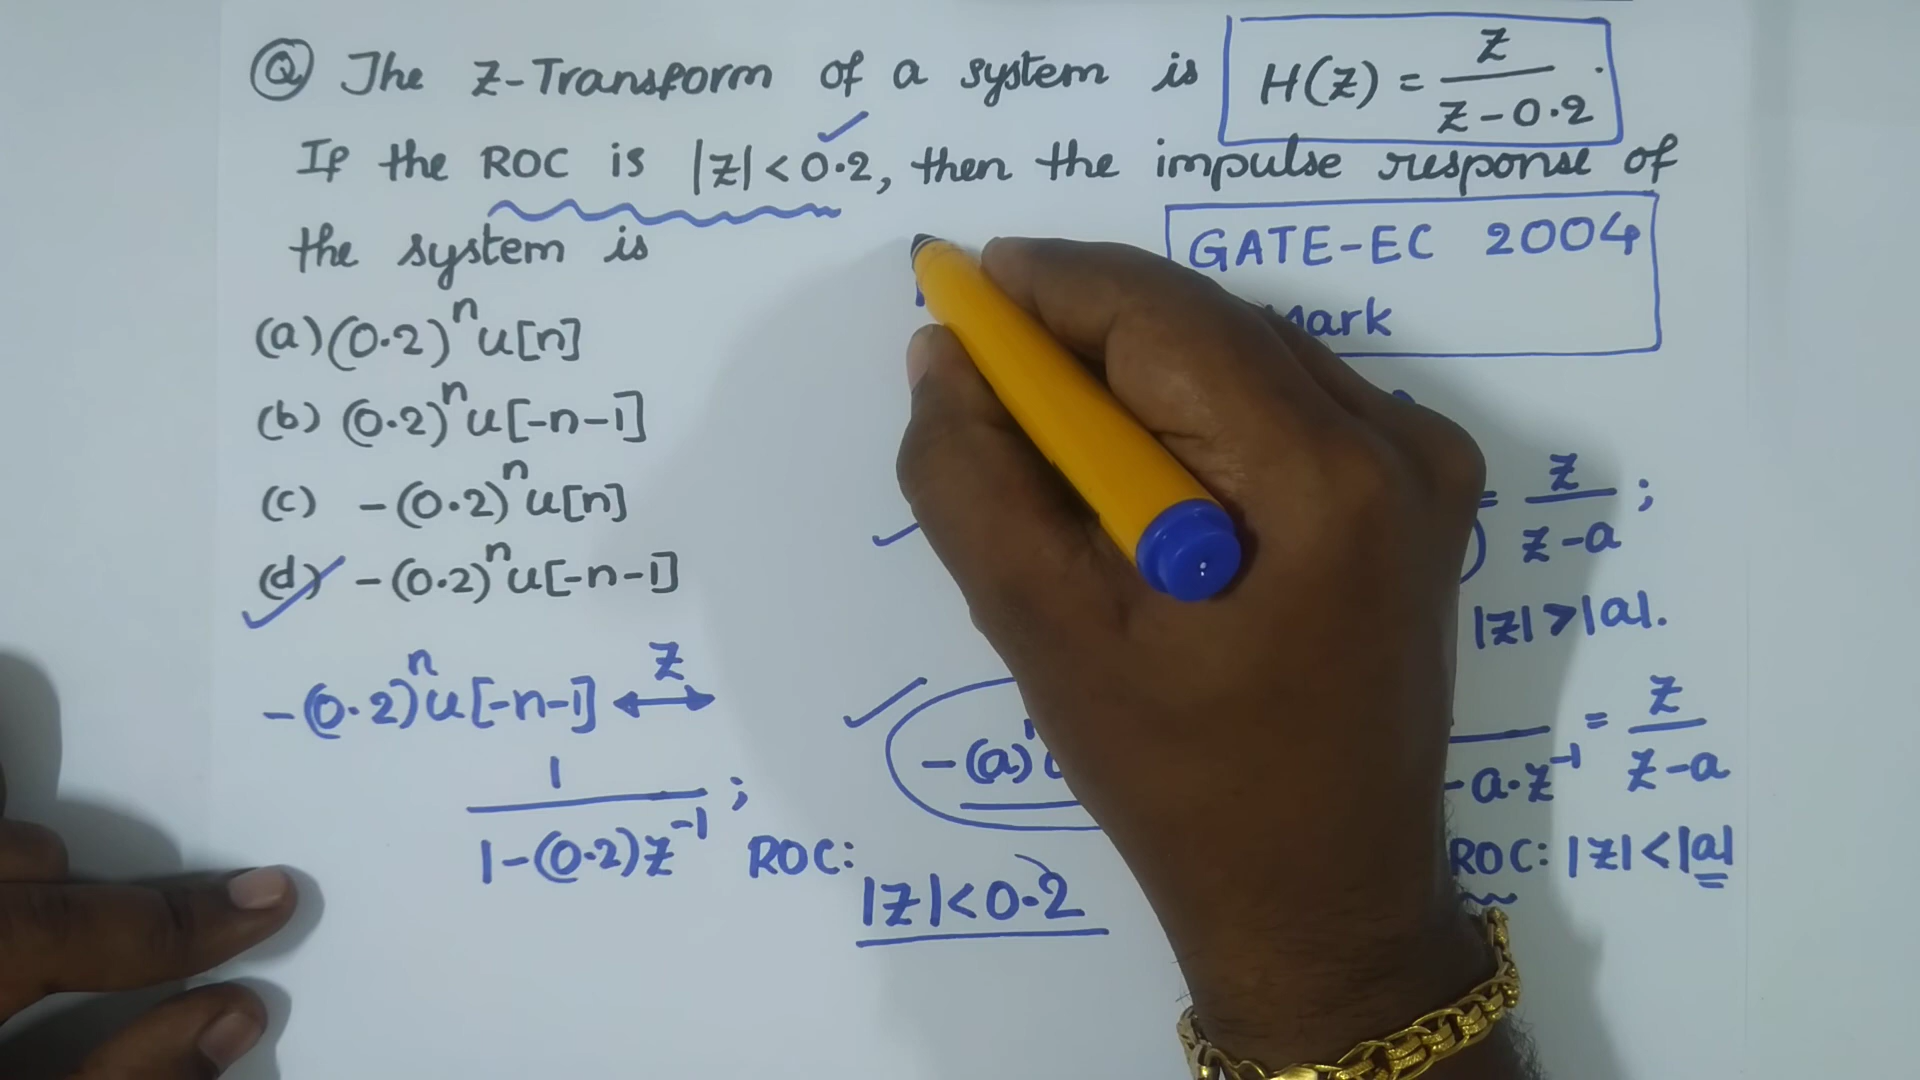 Q The Z-Transform of a system is H(z) = z / (z - 0.2).
If the ROC is |z| < 0.2, then the impulse response of
the system is
GATE-EC 2004
mark
(a) (0.2)^n u[n]
(b) (0.2)^n u[-n-1]
(c) -(0.2)^n u[n]
(d) -(0.2)^n u[-n-1]
= z / (z-a) ;
|z| > |a|.
-(0.2)^n u[-n-1] <-> Z
1 / (1-(0.2)z^-1) ; ROC: |z| < 0.2
-(a)
-a.z^-1 = z / (z-a)
ROC: |z| < |a|